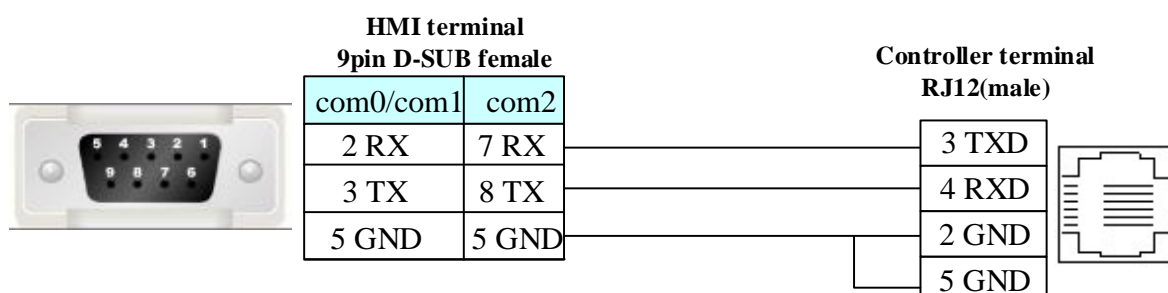 HMI terminal
9pin D-SUB female
com0/com1 com2
2 RX 7 RX
3 TX 8 TX
5 GND 5 GND
Controller terminal
RJ12(male)
3 TXD
4 RXD
2 GND
5 GND
5 4 3 2 1
9 8 7 6